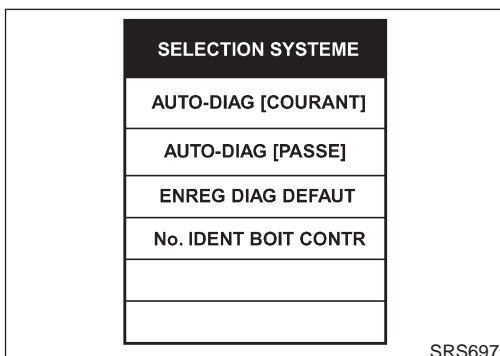 SELECTION SYSTEME
AUTO-DIAG [COURANT]
AUTO-DIAG [PASSE]
ENREG DIAG DEFAUT
No. IDENT BOIT CONTR
SRS697